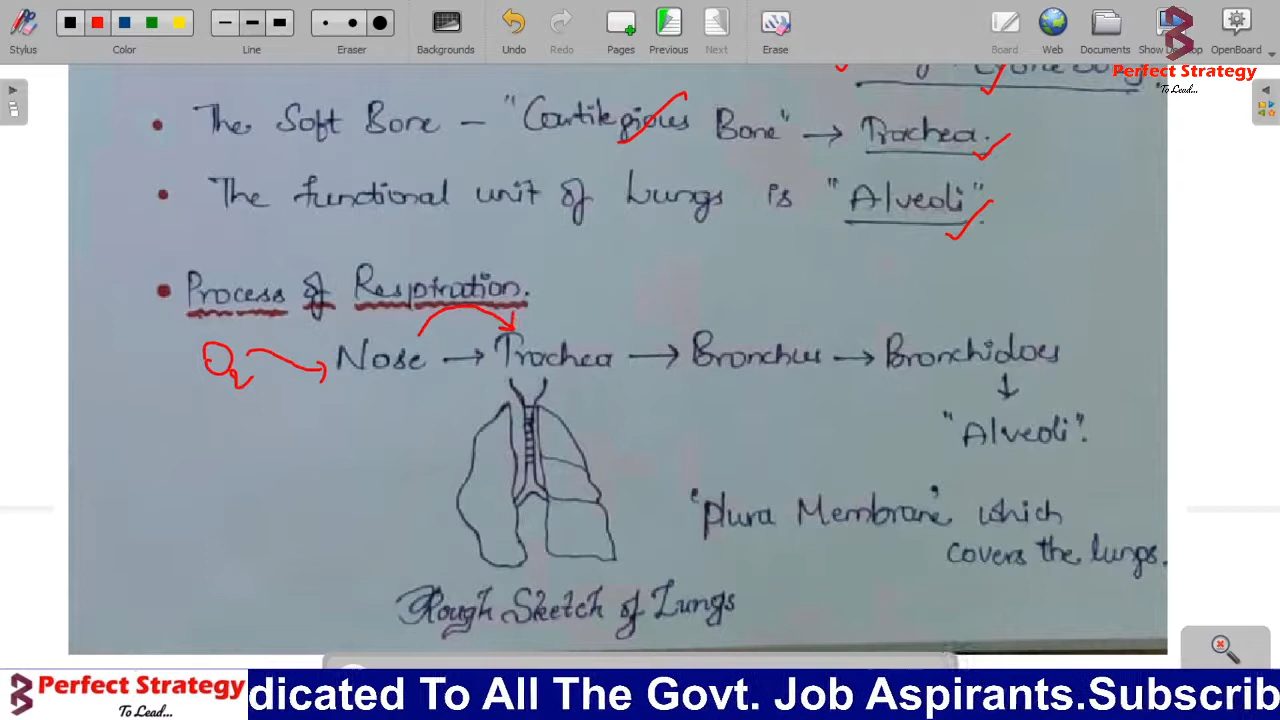 Stylus
Color
Line
Eraser
Backgrounds
Undo
Redo
Pages
Previous
Next
Erase
Board
Web
Documents
Show
OpenBoard
Perfect Strategy
"To Lead...
• The Soft Bone - "Cartilegious Bone" → Trachea.
• The functional unit of Lungs is "Alveoli".
• Process of Respiration.
O2 Nose → Trachea → Bronchus → Bronchidoes
↓
"Alveoli".
"Plura Membrane" which
covers the lungs.
Rough Sketch of Lungs
Perfect Strategy
To Lead...
dicated To All The Govt. Job Aspirants.Subscrib